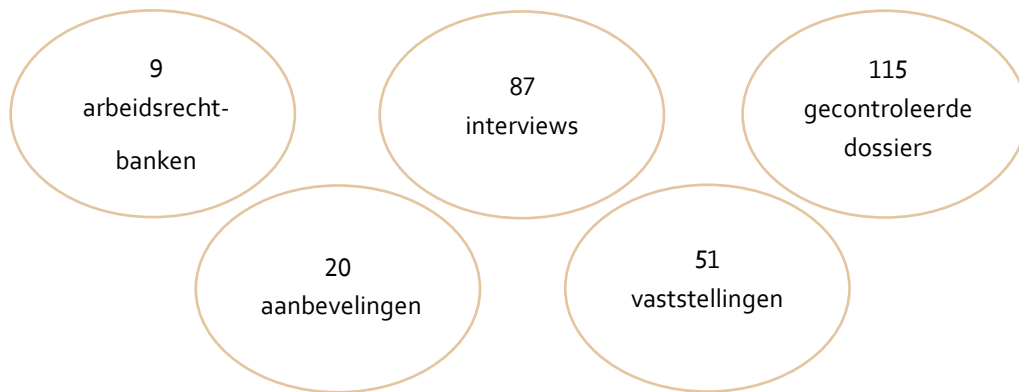 9
arbeidsrecht-
banken
87
interviews
115
gecontroleerde
dossiers
20
aanbevelingen
51
vaststellingen